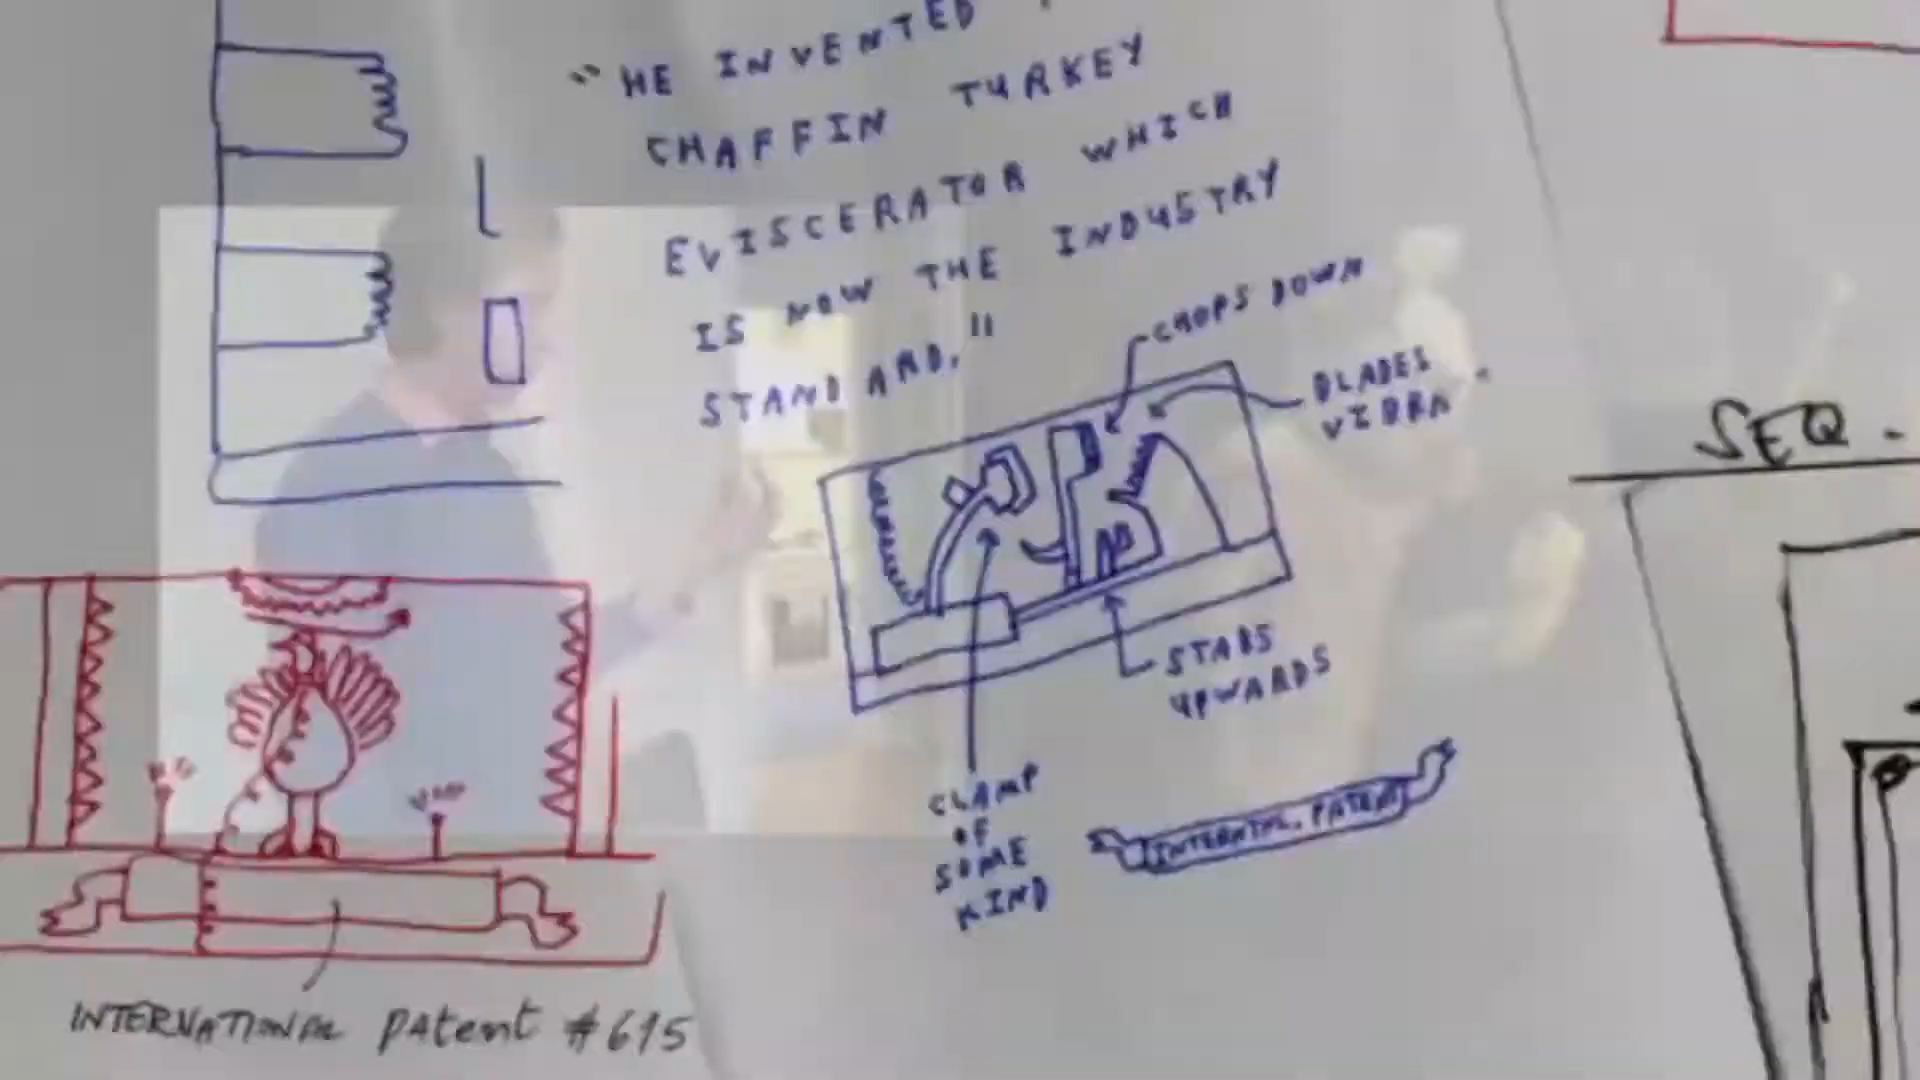 "HE INVENTED
CHAFFIN TURKEY
EVISCERATOR WHICH
IS NOW THE INDUSTRY
STANDARD."
CHOPS DOWN
BLADES
VIBRA
SEQ.
STABS
UPWARDS
CLAMP
OF
SOME
KIND
INTERNTAL. PATENT
INTERNATIONAL PATENT #615